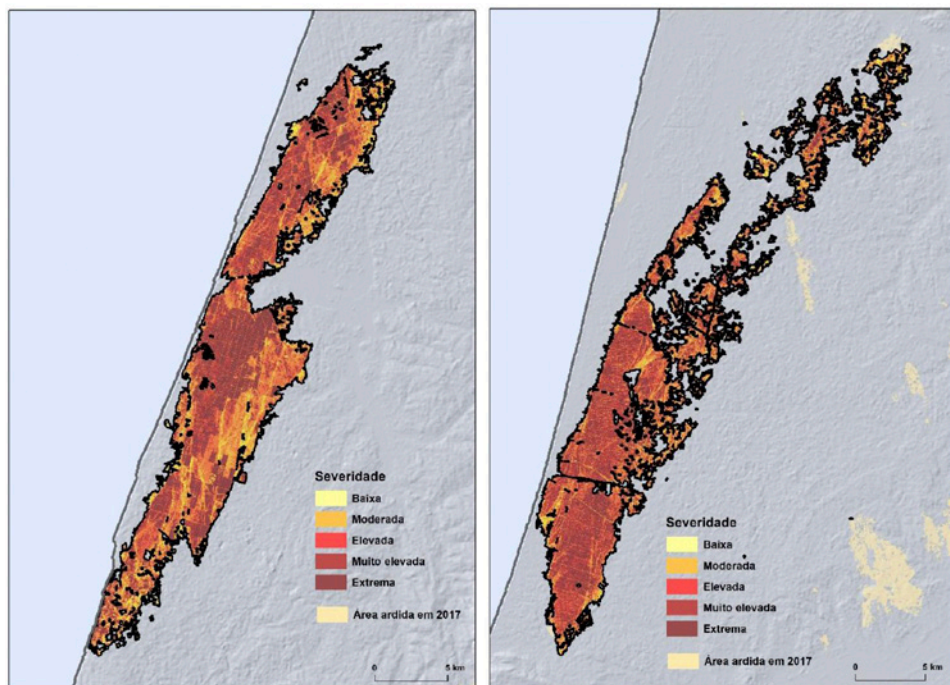 Severidade
Baixa
Moderada
Elevada
Muito elevada
Extrema
Área ardida em 2017
0 5 km
Severidade
Baixa
Moderada
Elevada
Muito elevada
Extrema
Área ardida em 2017
0 5 km